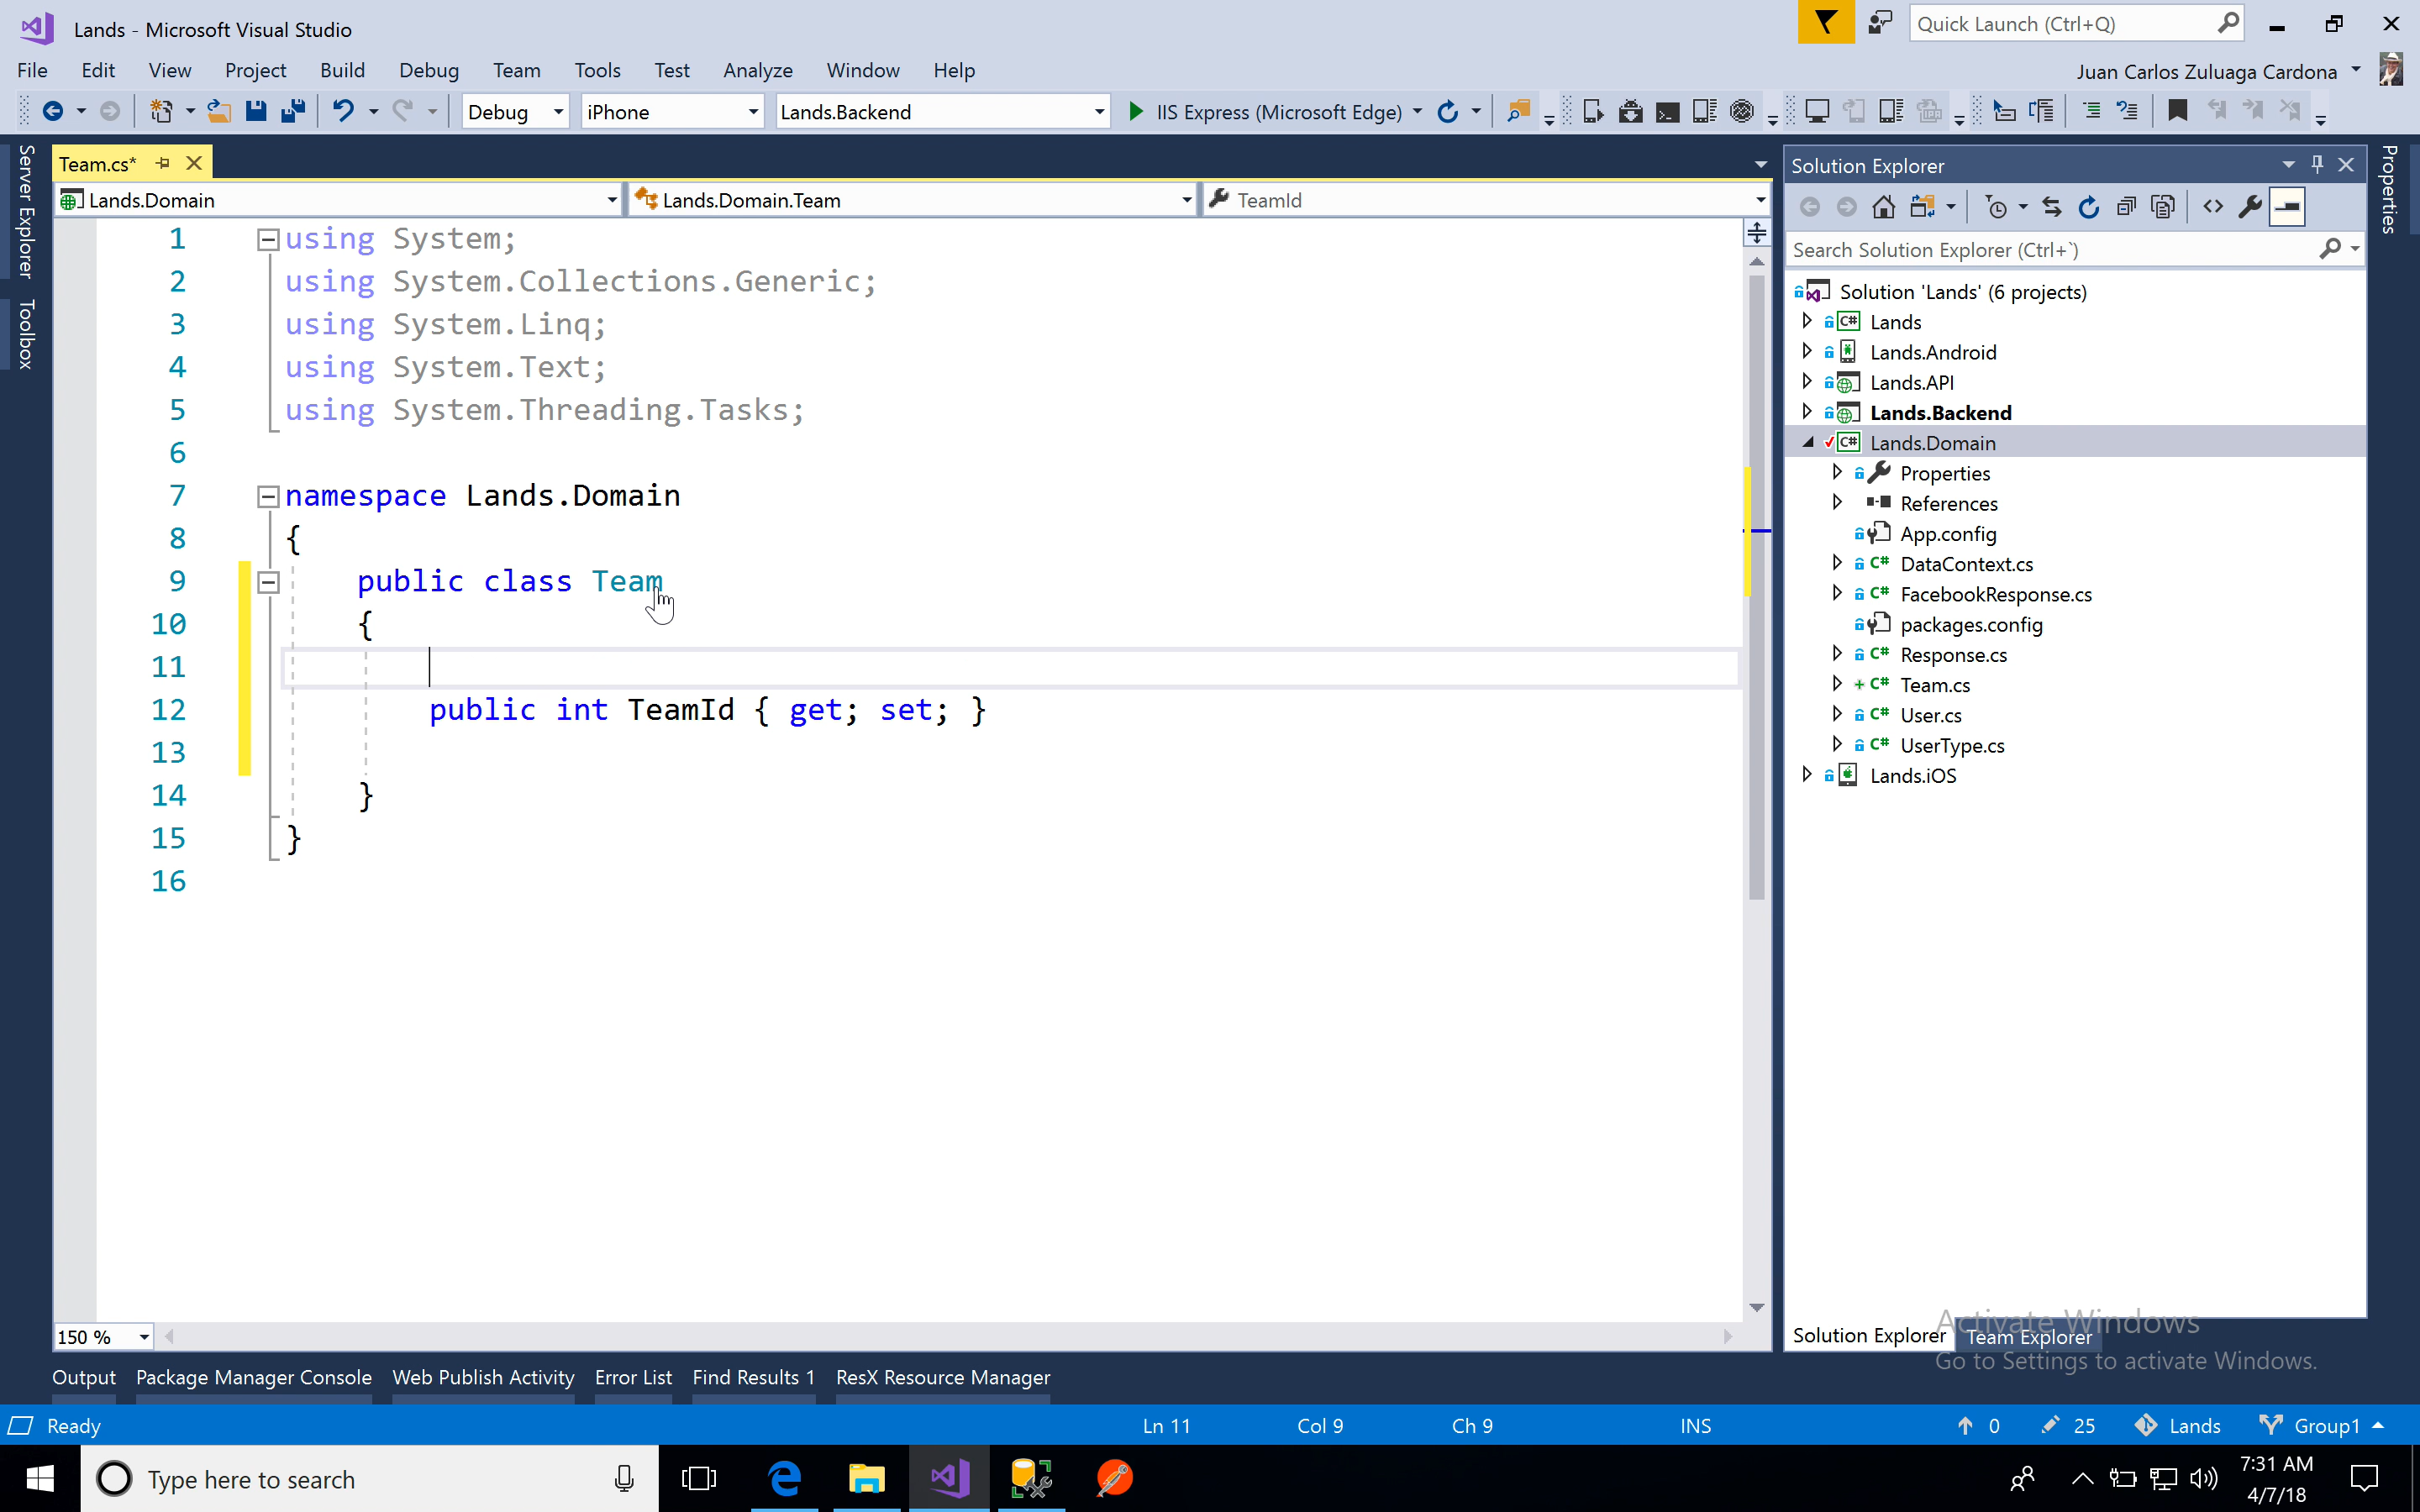 Lands - Microsoft Visual Studio
Quick Launch (Ctrl+Q)
File Edit View Project Build Debug Team Tools Test Analyze Window Help
Juan Carlos Zuluaga Cardona
Debug iPhone Lands.Backend IIS Express (Microsoft Edge)
Server Explorer
Toolbox
Team.cs*
Lands.Domain Lands.Domain.Team TeamId
1 using System;
2 using System.Collections.Generic;
3 using System.Linq;
4 using System.Text;
5 using System.Threading.Tasks;
6
7 namespace Lands.Domain
8 {
9 public class Team
10 {
11
12 public int TeamId { get; set; }
13
14 }
15 }
16
150 %
Solution Explorer
Search Solution Explorer (Ctrl+`)
Solution 'Lands' (6 projects)
C# Lands
Lands.Android
Lands.API
Lands.Backend
C# Lands.Domain
Properties
References
App.config
C# DataContext.cs
C# FacebookResponse.cs
packages.config
C# Response.cs
+ C# Team.cs
C# User.cs
C# UserType.cs
Lands.iOS
Solution Explorer Team Explorer
Properties
Activate Windows
Go to Settings to activate Windows.
Output Package Manager Console Web Publish Activity Error List Find Results 1 ResX Resource Manager
Ready Ln 11 Col 9 Ch 9 INS 0 25 Lands Group1
Type here to search
7:31 AM
4/7/18